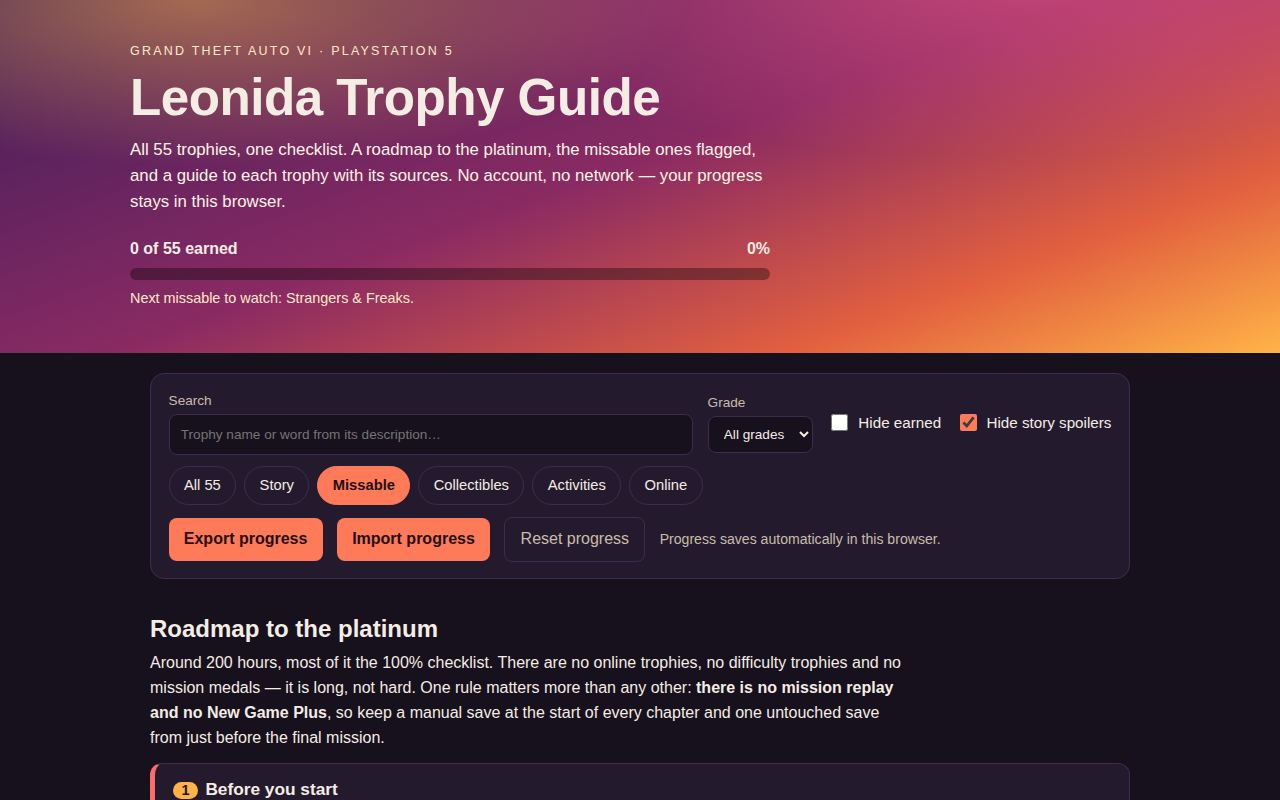 GRAND THEFT AUTO VI · PLAYSTATION 5
Leonida Trophy Guide
All 55 trophies, one checklist. A roadmap to the platinum, the missable ones flagged,
and a guide to each trophy with its sources. No account, no network — your progress
stays in this browser.
0 of 55 earned 0%
Next missable to watch: Strangers & Freaks.
Search
Grade
Trophy name or word from its description…
All grades
Hide earned
Hide story spoilers
All 55 Story Missable Collectibles Activities Online
Export progress Import progress Reset progress Progress saves automatically in this browser.
Roadmap to the platinum
Around 200 hours, most of it the 100% checklist. There are no online trophies, no difficulty trophies and no
mission medals — it is long, not hard. One rule matters more than any other: there is no mission replay
and no New Game Plus, so keep a manual save at the start of every chapter and one untouched save
from just before the final mission.
1 Before you start